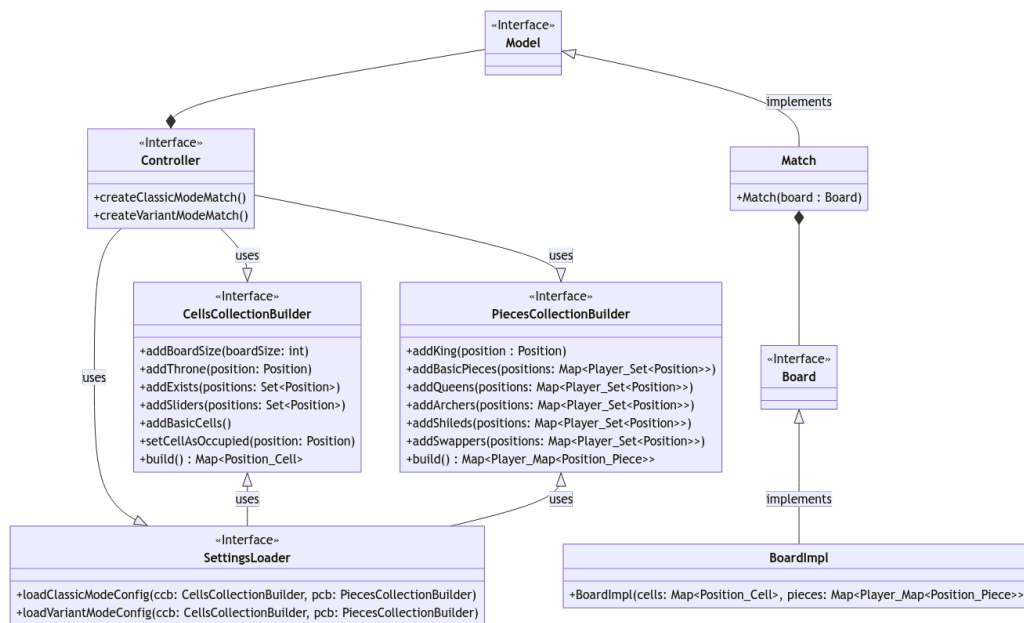 «Interface»
Model
implements
«Interface»
Controller
+createClassicModeMatch()
+createVariantModeMatch()
Match
+Match(board : Board)
uses
uses
«Interface»
CellsCollectionBuilder
+addBoardSize(boardSize: int)
+addThrone(position: Position)
+addExists(positions: Set<Position>)
+addSliders(positions: Set<Position>)
+addBasicCells()
+setCellAsOccupied(position: Position)
+build() : Map<Position_Cell>
«Interface»
PiecesCollectionBuilder
+addKing(position : Position)
+addBasicPieces(positions: Map<Player_Set<Position>>)
+addQueens(positions: Map<Player_Set<Position>>)
+addArchers(positions: Map<Player_Set<Position>>)
+addShileds(positions: Map<Player_Set<Position>>)
+addSwappers(positions: Map<Player_Set<Position>>)
+build() : Map<Player_Map<Position_Piece>>
uses
«Interface»
Board
uses
uses
implements
«Interface»
SettingsLoader
+loadClassicModeConfig(ccb: CellsCollectionBuilder, pcb: PiecesCollectionBuilder)
+loadVariantModeConfig(ccb: CellsCollectionBuilder, pcb: PiecesCollectionBuilder)
BoardImpl
+BoardImpl(cells: Map<Position_Cell>, pieces: Map<Player_Map<Position_Piece>>